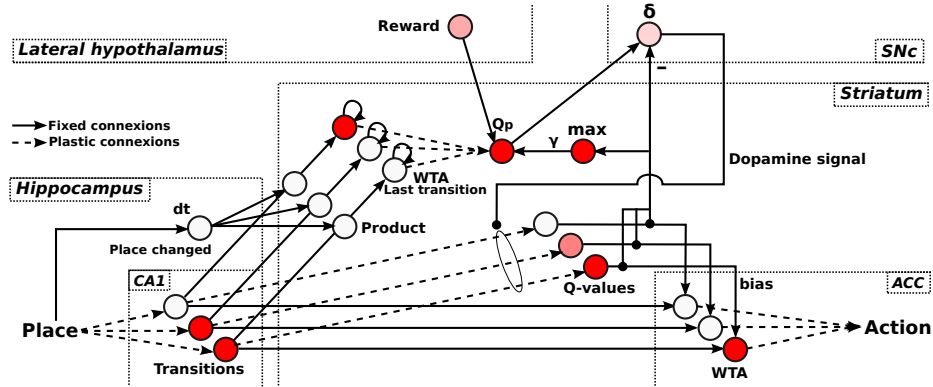 Reward
δ
Lateral hypothalamus
SNc
–
Striatum
Qp
γ
max
Fixed connexions
Plastic connexions
Dopamine signal
WTA
Last transition
Hippocampus
dt
Product
Place changed
CA1
ACC
Q-values
bias
Place
Action
Transitions
WTA